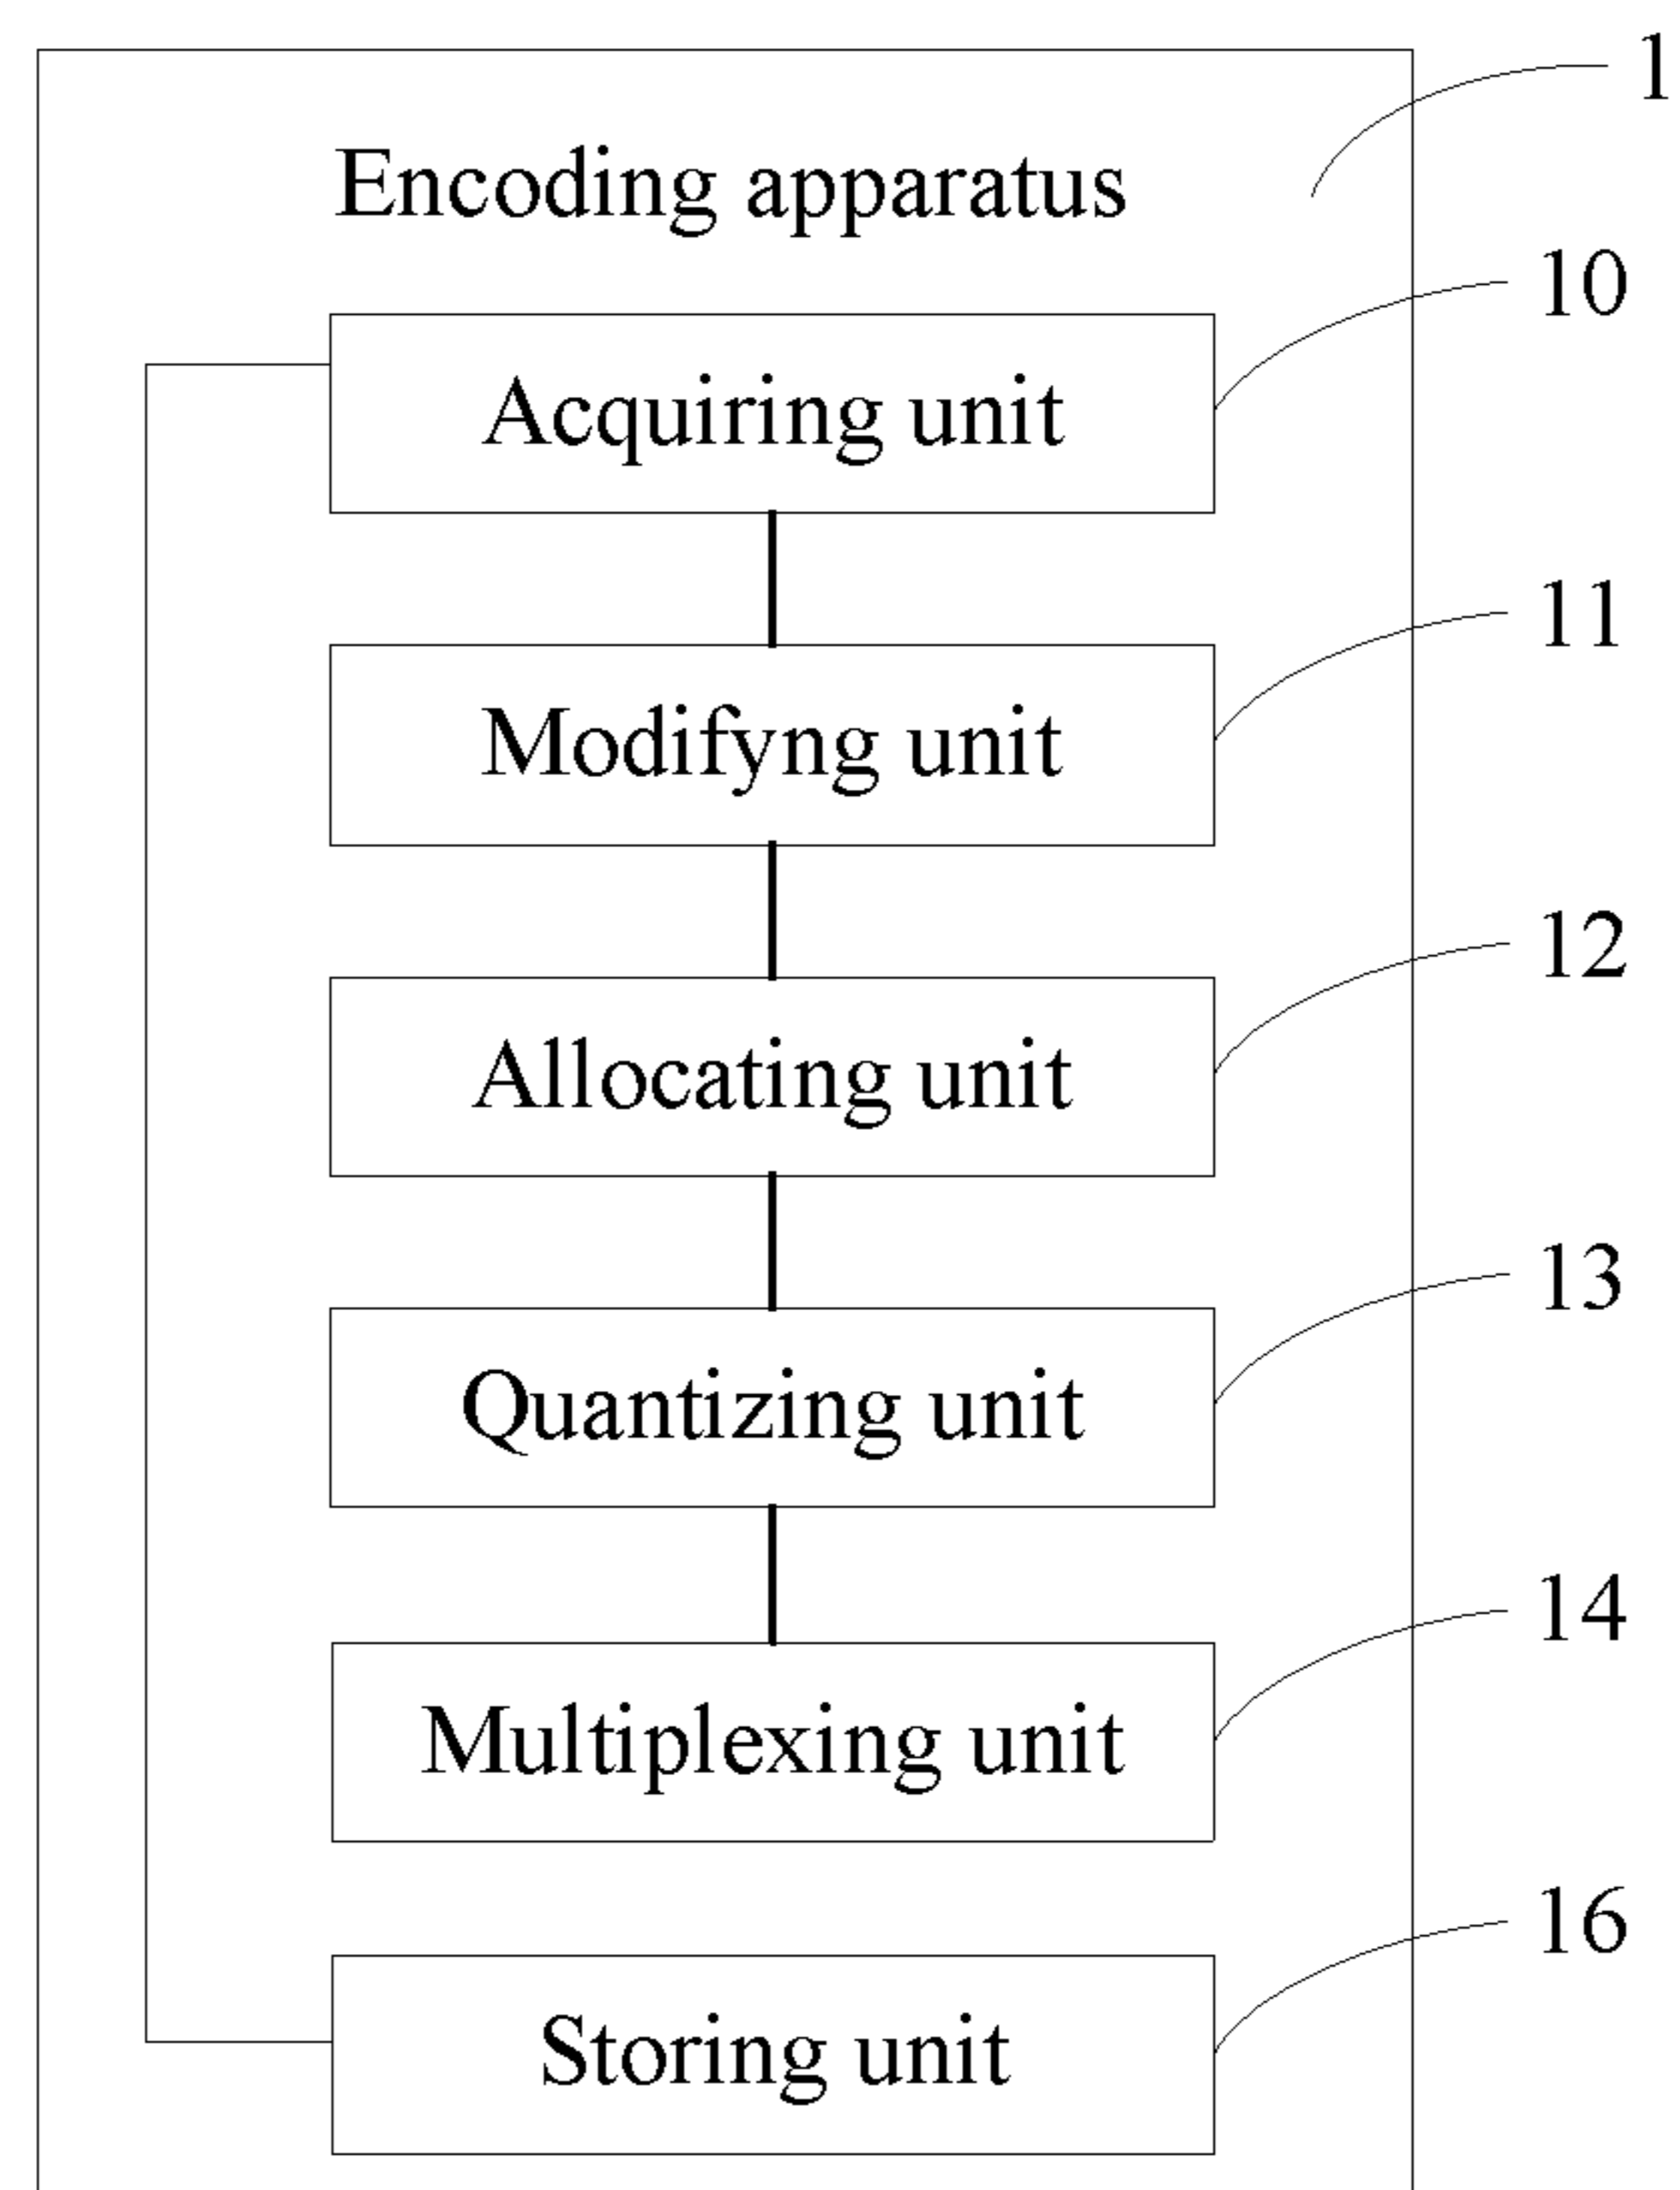 1
Encoding apparatus
10
Acquiring unit
11
Modifyng unit
12
Allocating unit
13
Quantizing unit
14
Multiplexing unit
16
Storing unit